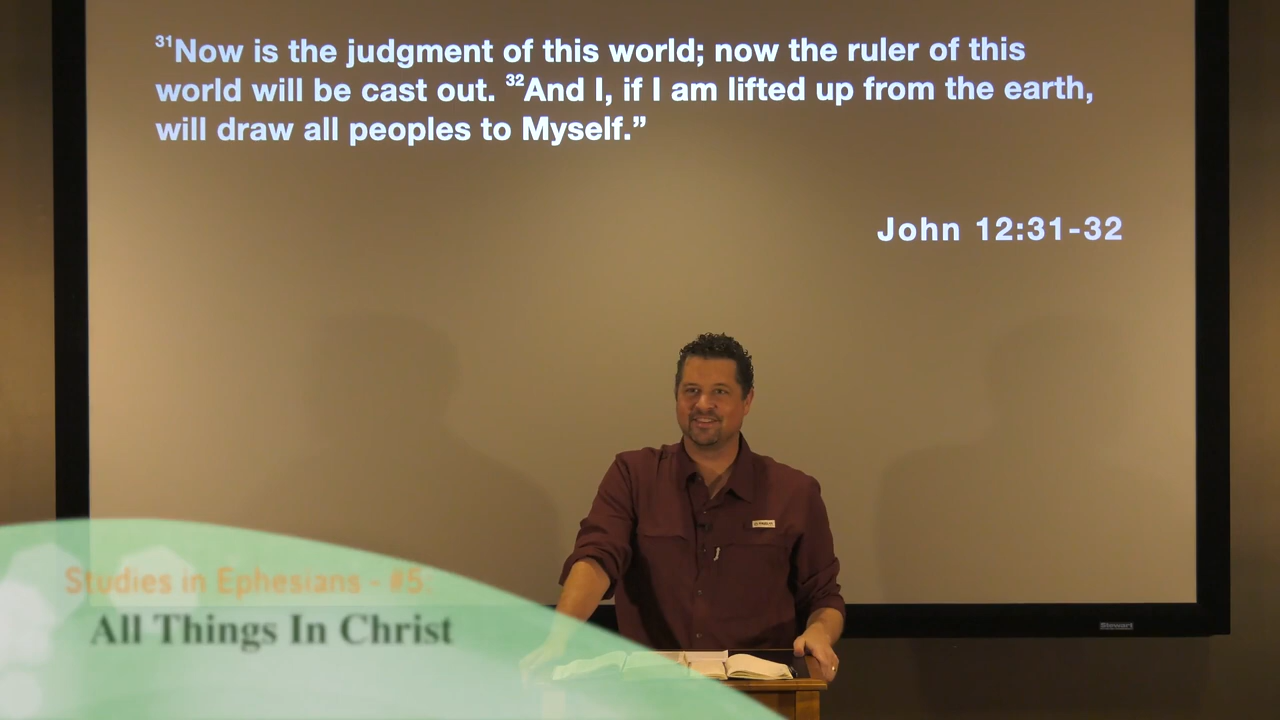 ³¹Now is the judgment of this world; now the ruler of this
world will be cast out. ³²And I, if I am lifted up from the earth,
will draw all peoples to Myself.”
John 12:31-32
Studies in Ephesians - #5:
All Things In Christ
Stewart